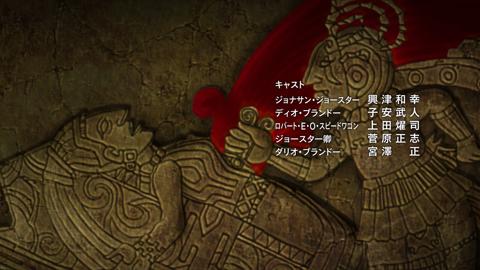 キャスト
ジョナサン・ジョースター 興津和幸
ディオ・ブランドー 子安武人
ロバート・E・O・スピードワゴン 上田燿司
ジョースター卿 菅原正志
ダリオ・ブランドー 宮澤 正